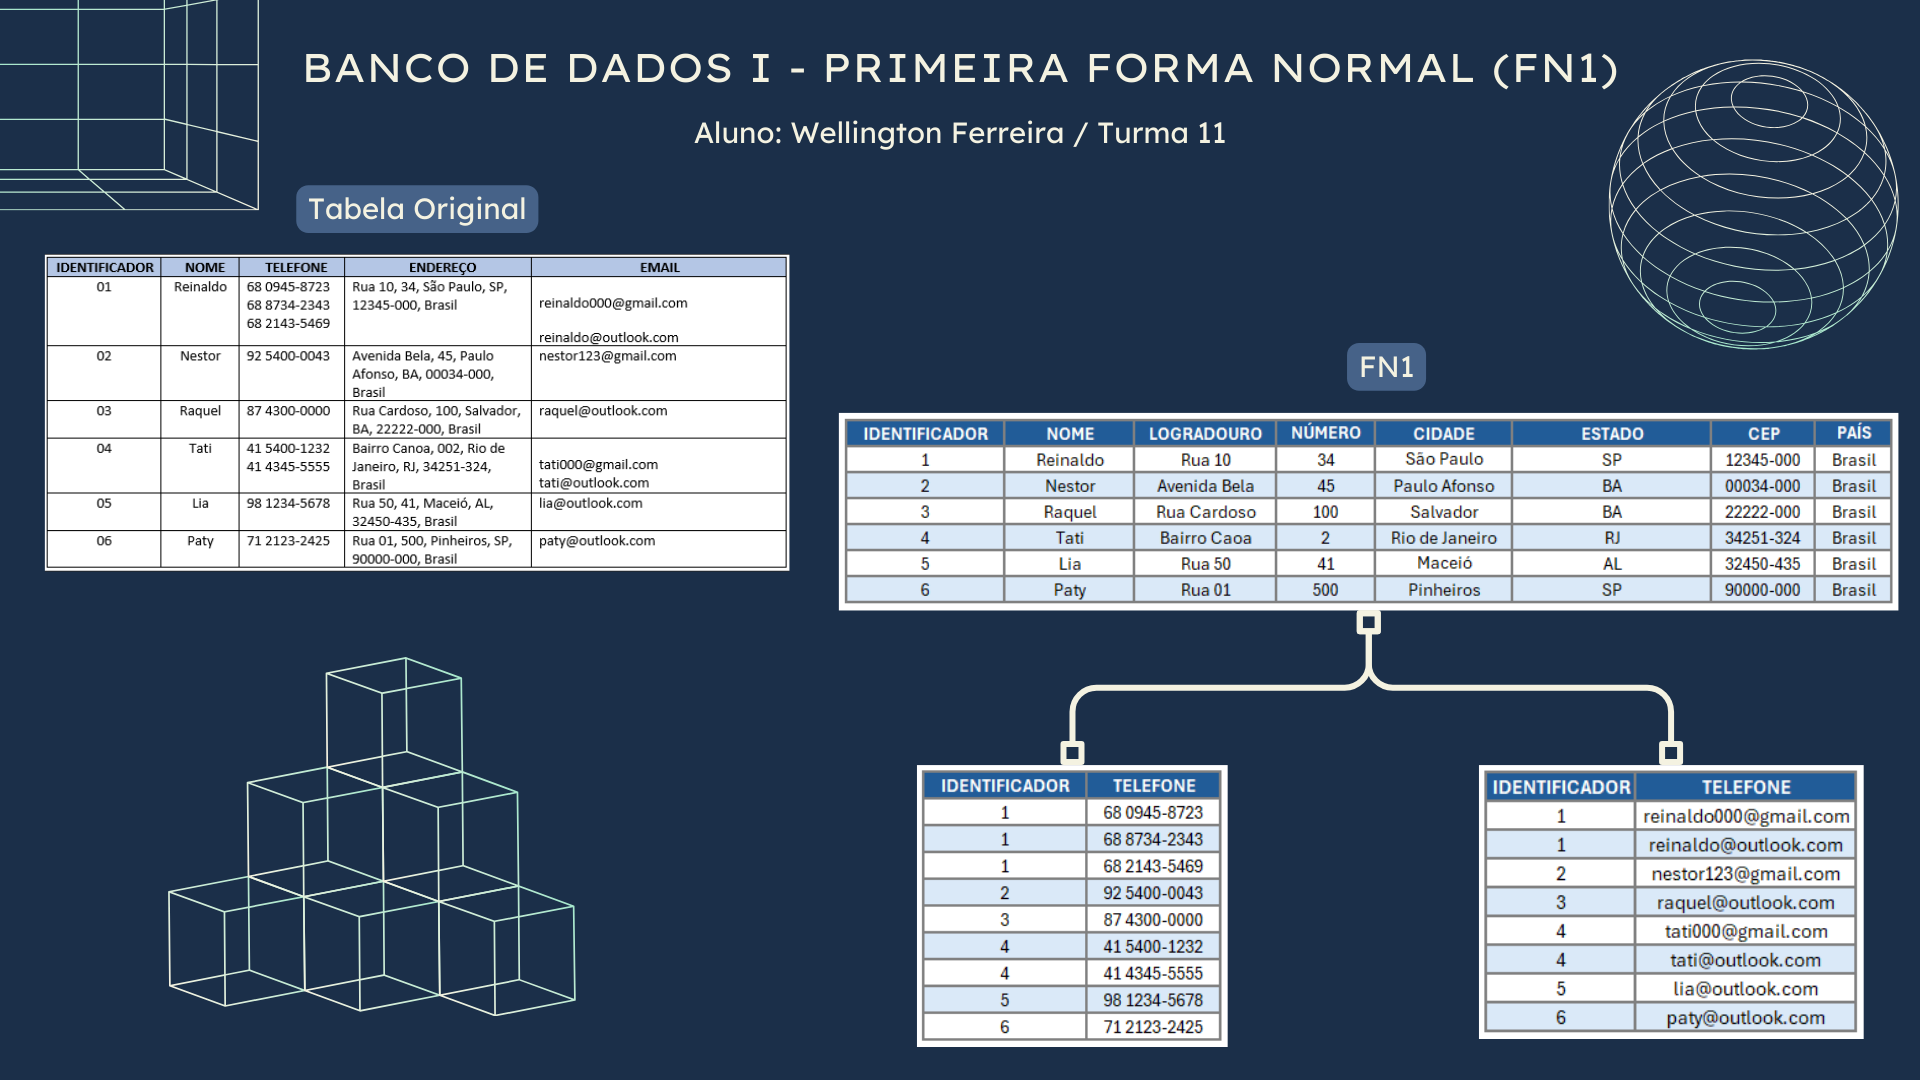 BANCO DE DADOS I - PRIMEIRA FORMA NORMAL (FN1)
Aluno: Wellington Ferreira / Turma 11
Tabela Original
IDENTIFICADOR NOME TELEFONE ENDEREÇO EMAIL
01 Reinaldo 68 0945-8723 Rua 10, 34, São Paulo, SP,
68 8734-2343 12345-000, Brasil reinaldo000@gmail.com
68 2143-5469
reinaldo@outlook.com
02 Nestor 92 5400-0043 Avenida Bela, 45, Paulo nestor123@gmail.com
Afonso, BA, 00034-000,
Brasil
03 Raquel 87 4300-0000 Rua Cardoso, 100, Salvador, raquel@outlook.com
BA, 22222-000, Brasil
04 Tati 41 5400-1232 Bairro Canoa, 002, Rio de
41 4345-5555 Janeiro, RJ, 34251-324, tati000@gmail.com
Brasil tati@outlook.com
05 Lia 98 1234-5678 Rua 50, 41, Maceió, AL, lia@outlook.com
32450-435, Brasil
06 Paty 71 2123-2425 Rua 01, 500, Pinheiros, SP, paty@outlook.com
90000-000, Brasil
FN1
IDENTIFICADOR NOME LOGRADOURO NÚMERO CIDADE ESTADO CEP PAÍS
1 Reinaldo Rua 10 34 São Paulo SP 12345-000 Brasil
2 Nestor Avenida Bela 45 Paulo Afonso BA 00034-000 Brasil
3 Raquel Rua Cardoso 100 Salvador BA 22222-000 Brasil
4 Tati Bairro Caoa 2 Rio de Janeiro RJ 34251-324 Brasil
5 Lia Rua 50 41 Maceió AL 32450-435 Brasil
6 Paty Rua 01 500 Pinheiros SP 90000-000 Brasil
IDENTIFICADOR TELEFONE
1 68 0945-8723
1 68 8734-2343
1 68 2143-5469
2 92 5400-0043
3 87 4300-0000
4 41 5400-1232
4 41 4345-5555
5 98 1234-5678
6 71 2123-2425
IDENTIFICADOR TELEFONE
1 reinaldo000@gmail.com
1 reinaldo@outlook.com
2 nestor123@gmail.com
3 raquel@outlook.com
4 tati000@gmail.com
4 tati@outlook.com
5 lia@outlook.com
6 paty@outlook.com